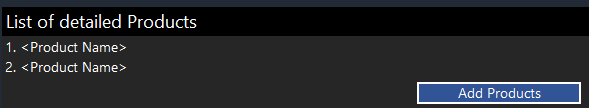 List of detailed Products
1. <Product Name>
2. <Product Name>
Add Products